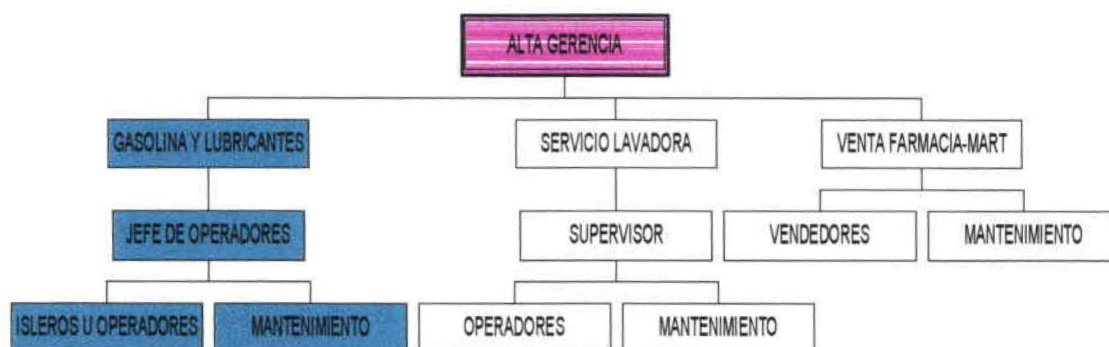 ALTA GERENCIA
GASOLINA Y LUBRICANTES
SERVICIO LAVADORA
VENTA FARMACIA-MART
JEFE DE OPERADORES
SUPERVISOR
VENDEDORES
MANTENIMIENTO
ISLEROS U OPERADORES
MANTENIMIENTO
OPERADORES
MANTENIMIENTO